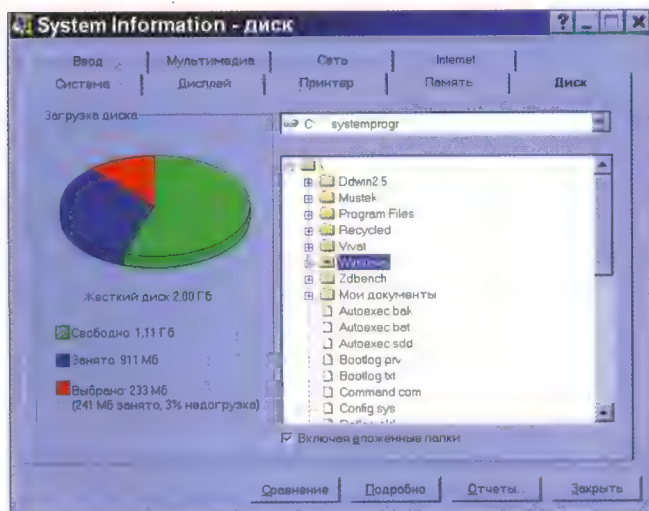 System Information - диск
Ввод
Мультимедиа
Сеть
Internet
Система
Дисплей
Принтер
Память
Диск
Загрузка диска
C: systemprogr
\
Ddwin2 5
Mustek
Program Files
Recycled
Vivat
Windows
Zdbench
Мои документы
Autoexec bak
Autoexec bat
Autoexec sdd
Bootlog prv
Bootlog txt
Command com
Config sys
Жесткий диск 2,00 Гб
Свободно: 1,11 Гб
Занято: 911 Мб
Выбрано: 233 Мб
(241 Мб занято, 3% недогрузка)
Включая вложенные папки
Сравнение
Подробно
Отчеты...
Закрыть